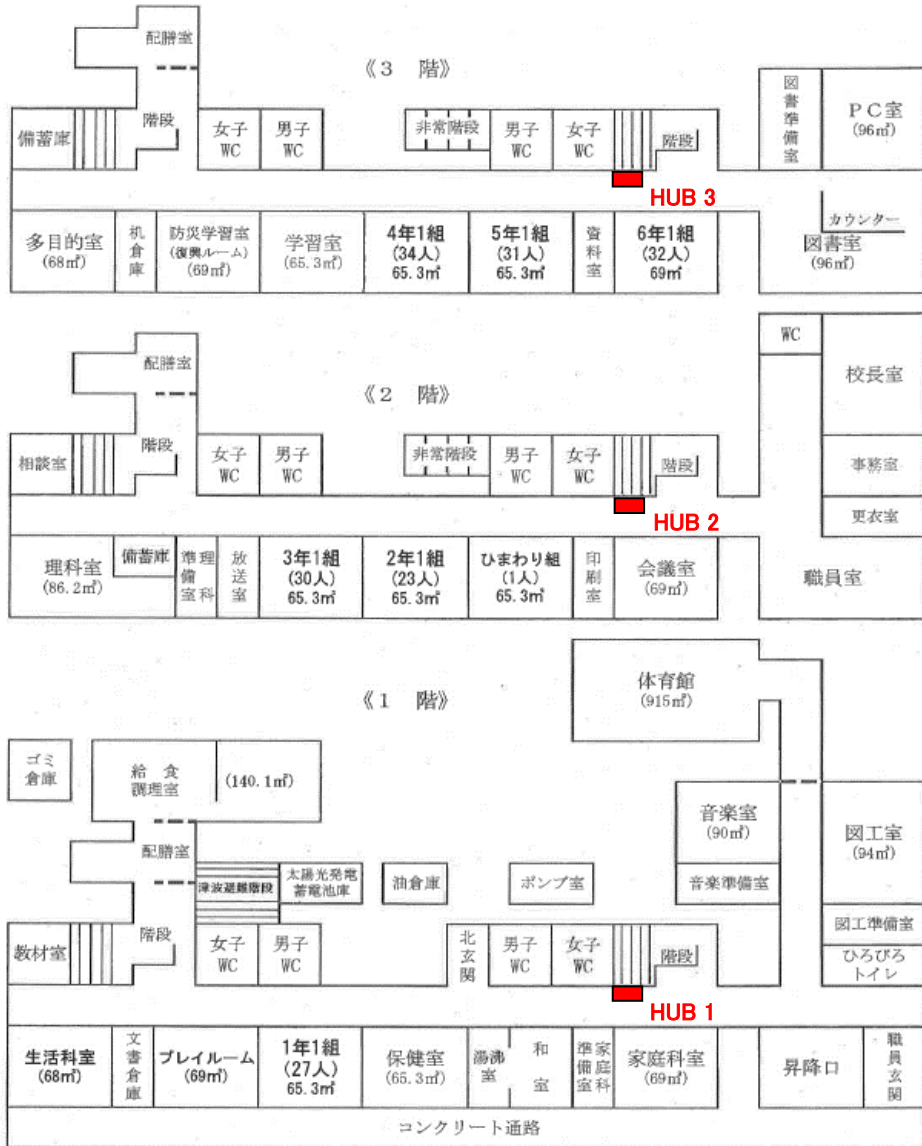 配膳室
《3 階》
備蓄庫
階段
女子
WC
男子
WC
非常階段
男子
WC
女子
WC
階段
図書準備室
PC室
(96㎡)
HUB 3
多目的室
(68㎡)
机倉庫
防災学習室
(復興ルーム)
(69㎡)
学習室
(65.3㎡)
4年1組
(34人)
65.3㎡
5年1組
(31人)
65.3㎡
資料室
6年1組
(32人)
69㎡
カウンター
図書室
(96㎡)
配膳室
《2 階》
相談室
階段
女子
WC
男子
WC
非常階段
男子
WC
女子
WC
階段
WC
校長室
事務室
更衣室
HUB 2
理科室
(86.2㎡)
備蓄庫
理科準備室
放送室
3年1組
(30人)
65.3㎡
2年1組
(23人)
65.3㎡
ひまわり組
(1人)
65.3㎡
印刷室
会議室
(69㎡)
職員室
《1 階》
体育館
(915㎡)
ゴミ
倉庫
給 食
調理室
(140.1㎡)
配膳室
津波避難階段
太陽光発電
蓄電池庫
油倉庫
ポンプ室
音楽室
(90㎡)
音楽準備室
図工室
(94㎡)
教材室
階段
女子
WC
男子
WC
北玄関
男子
WC
女子
WC
階段
図工準備室
ひろびろ
トイレ
HUB 1
生活科室
(68㎡)
文書倉庫
プレイルーム
(69㎡)
1年1組
(27人)
65.3㎡
保健室
(65.3㎡)
湯沸室
和室
家庭科準備室
家庭科室
(69㎡)
昇降口
職員玄関
コンクリート通路